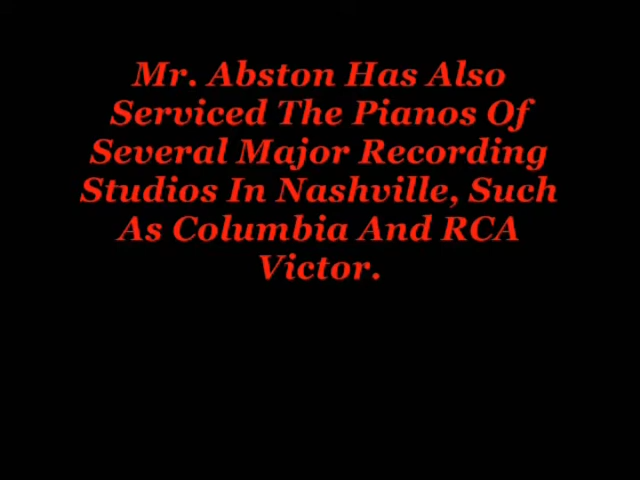 Mr. Abston Has Also
Serviced The Pianos Of
Several Major Recording
Studios In Nashville, Such
As Columbia And RCA
Victor.